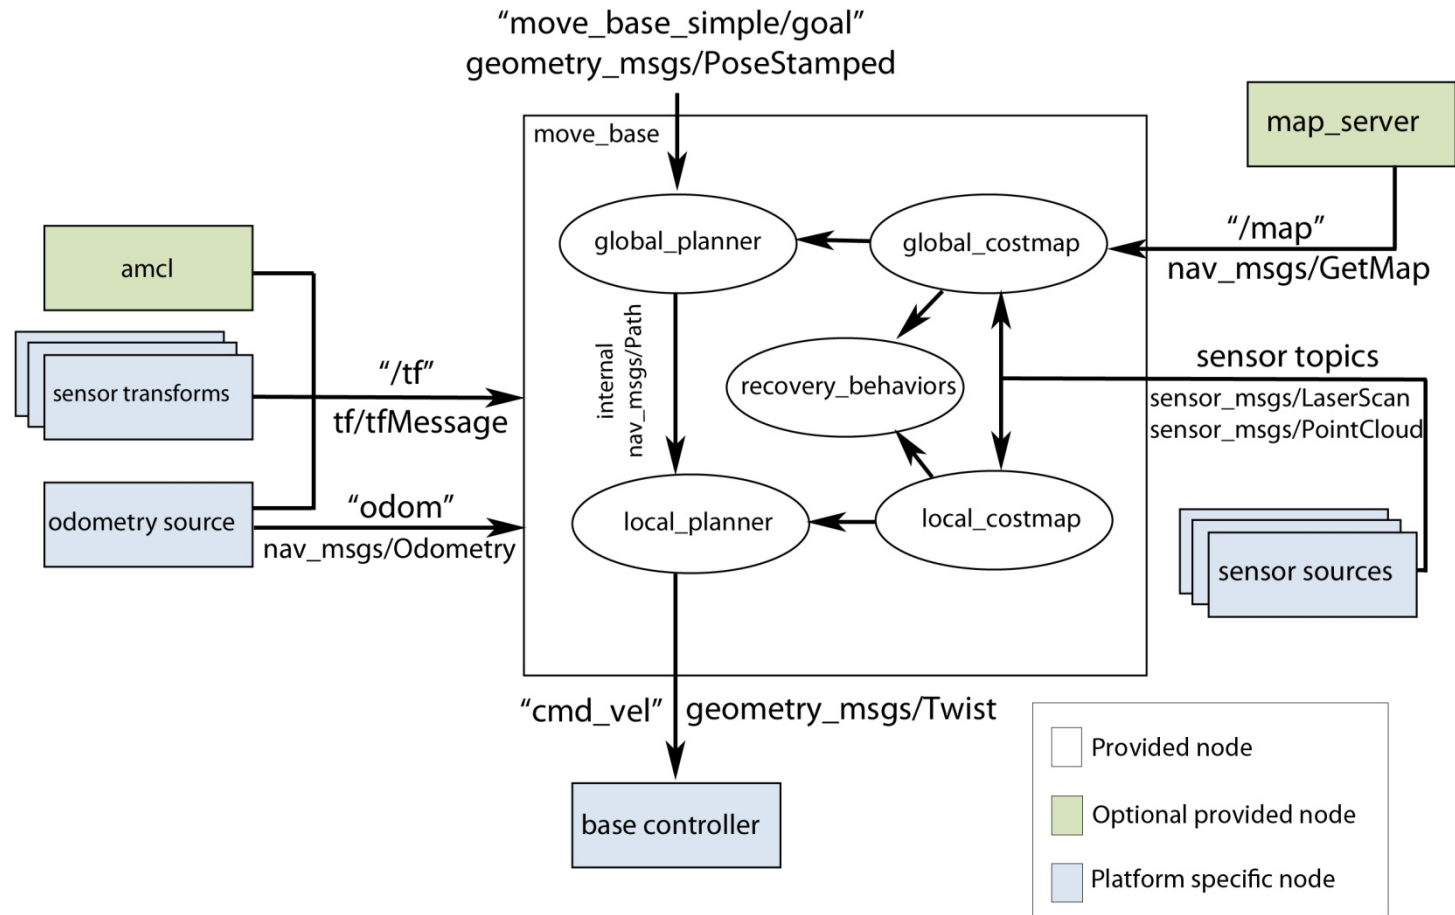 “move_base_simple/goal”
geometry_msgs/PoseStamped
move_base
map_server
global_planner
global_costmap
“/map”
nav_msgs/GetMap
amcl
internal
nav_msgs/Path
sensor transforms
“/tf”
tf/tfMessage
recovery_behaviors
sensor topics
sensor_msgs/LaserScan
sensor_msgs/PointCloud
odometry source
“odom”
nav_msgs/Odometry
local_planner
local_costmap
sensor sources
“cmd_vel”
geometry_msgs/Twist
base controller
Provided node
Optional provided node
Platform specific node